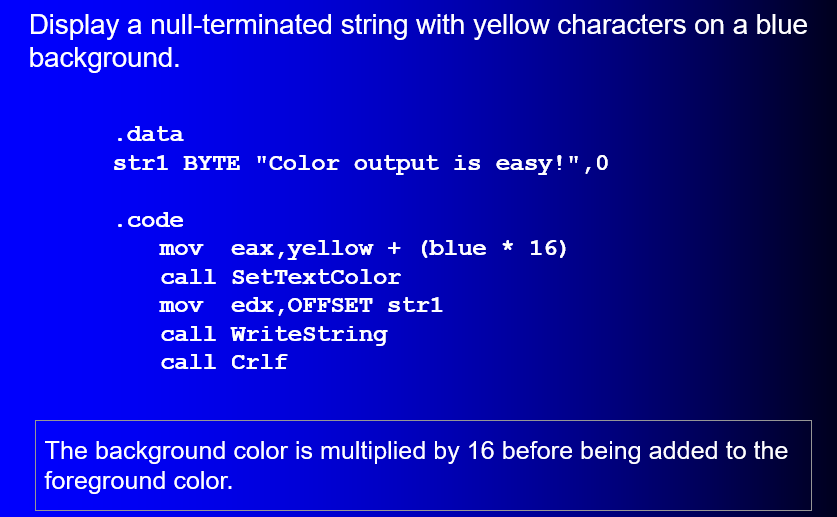 Display a null-terminated string with yellow characters on a blue
background.
.data
str1 BYTE "Color output is easy!",0
.code
mov  eax,yellow + (blue * 16)
call SetTextColor
mov  edx,OFFSET str1
call WriteString
call Crlf
The background color is multiplied by 16 before being added to the
foreground color.